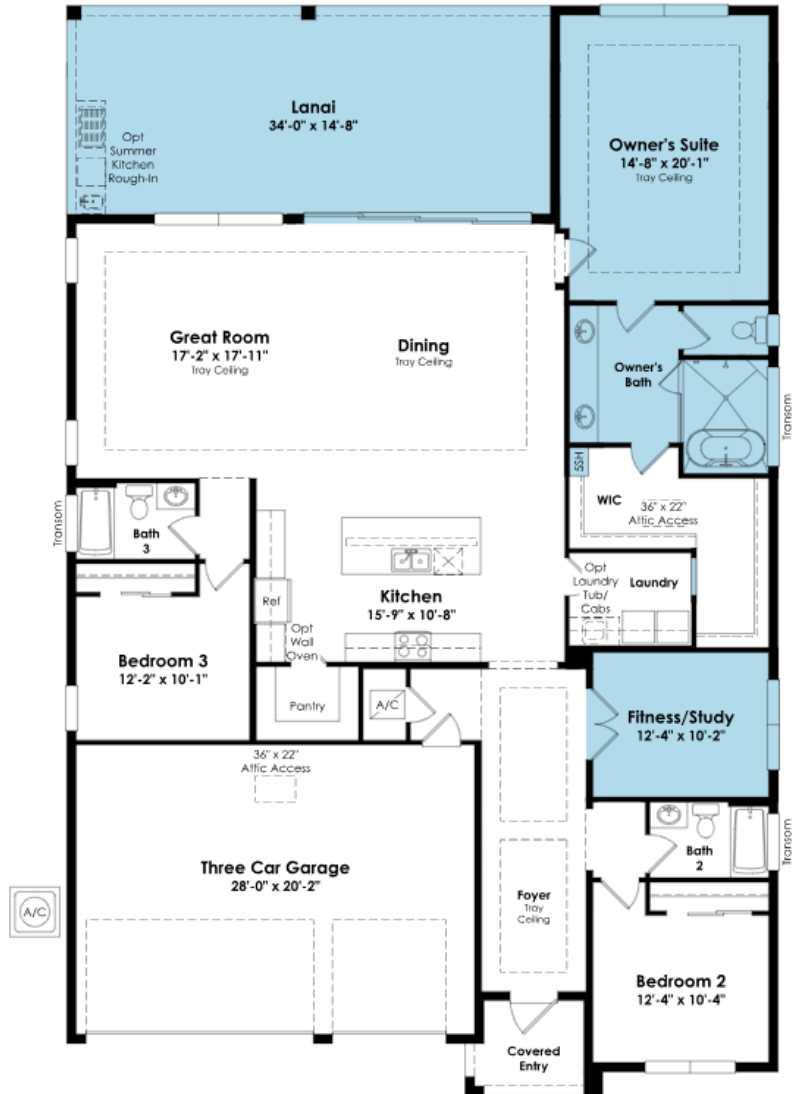 Lanai
34'-0" x 14'-8"
Opt
Summer
Kitchen
Rough-In
Owner's Suite
14'-8" x 20'-1"
Tray Ceiling
Great Room
17'-2" x 17'-11"
Tray Ceiling
Dining
Tray Ceiling
Owner's
Bath
Transom
SSH
WIC
36" x 22"
Attic Access
Transom
Bath
3
Opt
Laundry
Tub/
Cabs
Laundry
Kitchen
15'-9" x 10'-8"
Ref
Opt
Wall
Oven
Bedroom 3
12'-2" x 10'-1"
Pantry
A/C
Fitness/Study
12'-4" x 10'-2"
36" x 22"
Attic Access
Three Car Garage
28'-0" x 20'-2"
A/C
Foyer
Tray
Ceiling
Bath
2
Transom
Bedroom 2
12'-4" x 10'-4"
Covered
Entry